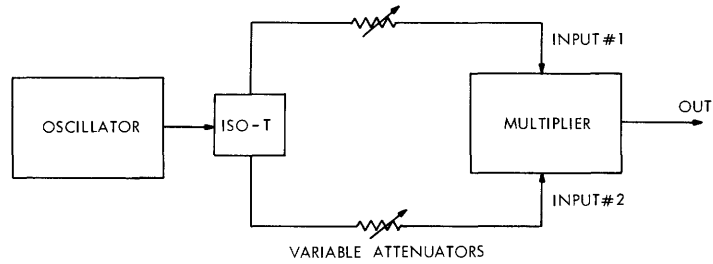 INPUT#1
OSCILLATOR
ISO-T
MULTIPLIER
OUT
INPUT#2
VARIABLE ATTENUATORS